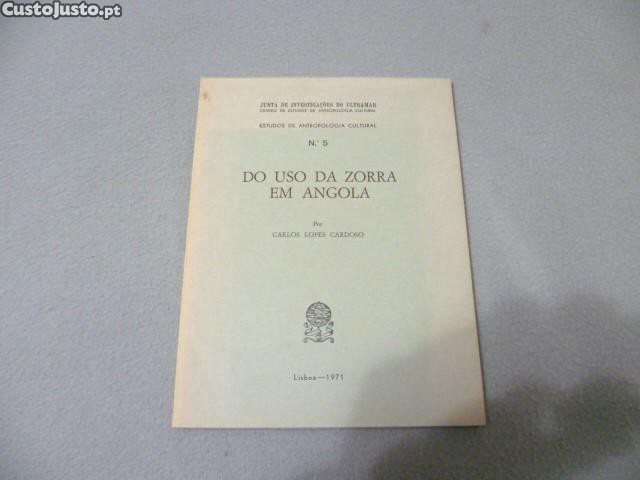 CustoJusto.pt
JUNTA DE INVESTIGAÇÕES DO ULTRAMAR
CENTRO DE ESTUDOS DE ANTROPOLOGIA CULTURAL
ESTUDOS DE ANTROPOLOGIA CULTURAL
N.º 5
DO USO DA ZORRA
EM ANGOLA
Por
CARLOS LOPES CARDOSO
Lisboa — 1971